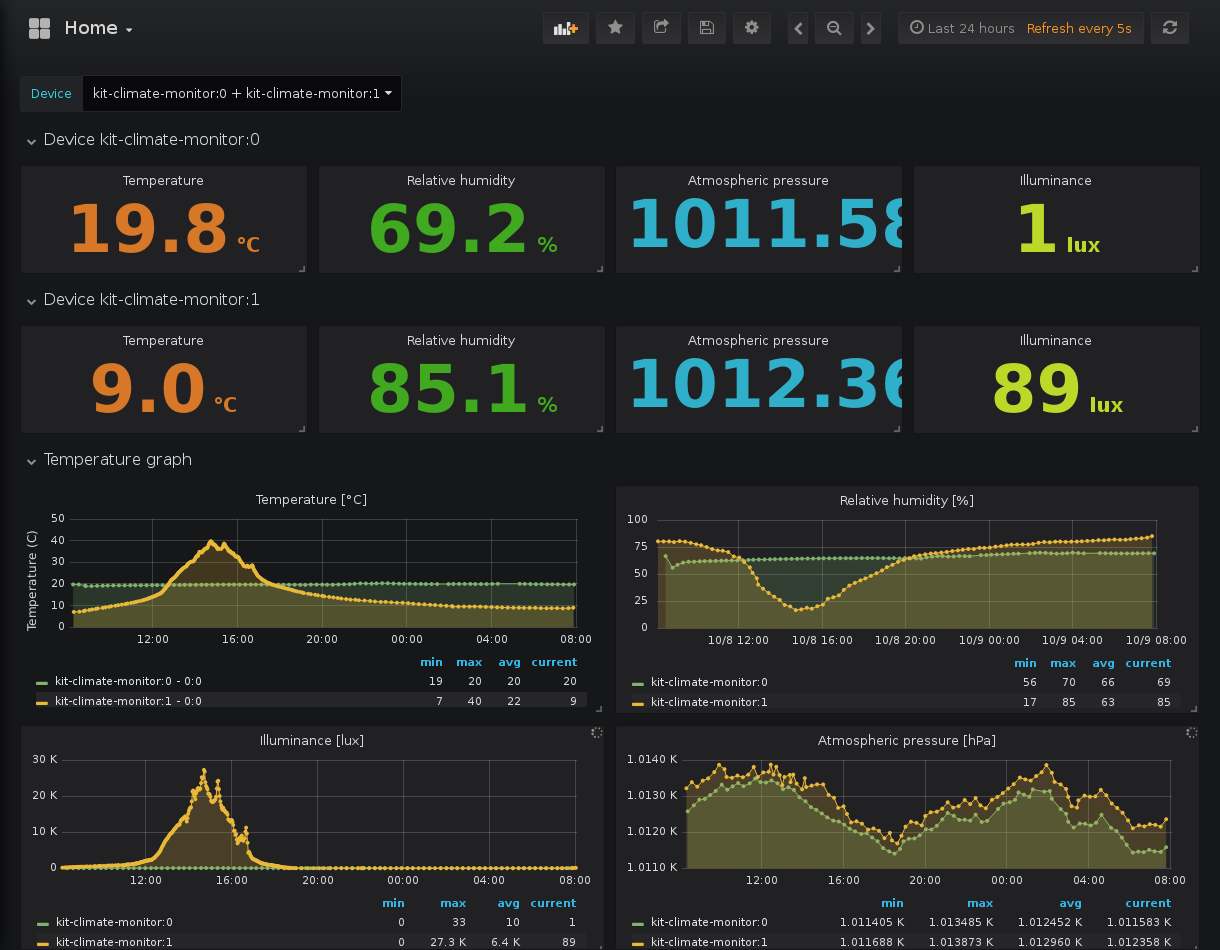 Home
Last 24 hours Refresh every 5s
Device kit-climate-monitor:0 + kit-climate-monitor:1
Device kit-climate-monitor:0
Temperature Relative humidity Atmospheric pressure Illuminance
19.8 °C 69.2 % 1011.58 1 lux
Device kit-climate-monitor:1
Temperature Relative humidity Atmospheric pressure Illuminance
9.0 °C 85.1 % 1012.36 89 lux
Temperature graph
Temperature [°C]
Temperature (C)
50
40
30
20
10
0
12:00 16:00 20:00 00:00 04:00 08:00
min max avg current
kit-climate-monitor:0 - 0:0 19 20 20 20
kit-climate-monitor:1 - 0:0 7 40 22 9
Relative humidity [%]
100
75
50
25
0
10/8 12:00 10/8 16:00 10/8 20:00 10/9 00:00 10/9 04:00 10/9 08:00
min max avg current
kit-climate-monitor:0 56 70 66 69
kit-climate-monitor:1 17 85 63 85
Illuminance [lux]
30 K
20 K
10 K
0
12:00 16:00 20:00 00:00 04:00 08:00
min max avg current
kit-climate-monitor:0 0 33 10 1
kit-climate-monitor:1 0 27.3 K 6.4 K 89
Atmospheric pressure [hPa]
1.0140 K
1.0130 K
1.0120 K
1.0110 K
12:00 16:00 20:00 00:00 04:00 08:00
min max avg current
kit-climate-monitor:0 1.011405 K 1.013485 K 1.012452 K 1.011583 K
kit-climate-monitor:1 1.011688 K 1.013873 K 1.012960 K 1.012358 K